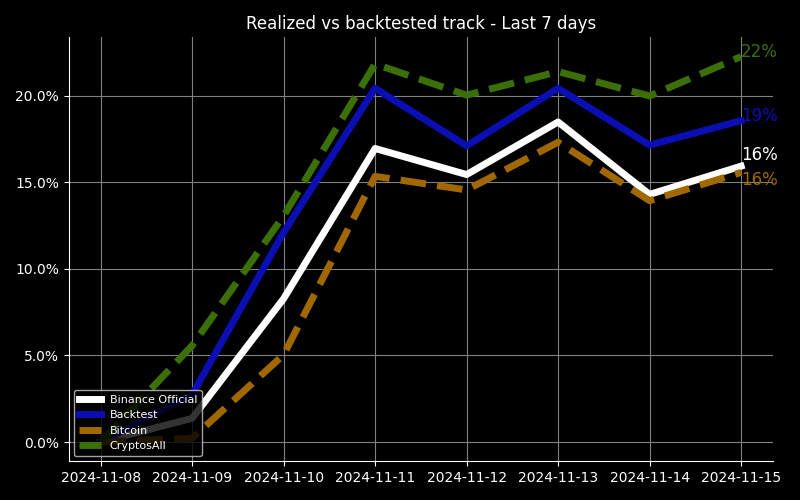 Realized vs backtested track - Last 7 days
22%
20.0%
19%
16%
15.0%
16%
10.0%
5.0%
Binance Official
Backtest
Bitcoin
0.0%
CryptosAll
2024-11-08 2024-11-09 2024-11-10 2024-11-11 2024-11-12 2024-11-13 2024-11-14 2024-11-15